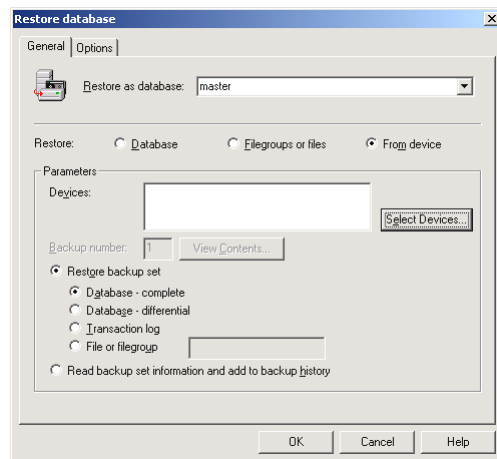 Restore database
General Options
Restore as database: master
Restore: Database Filegroups or files From device
Parameters
Devices:
Select Devices...
Backup number: 1 View Contents...
Restore backup set
Database - complete
Database - differential
Transaction log
File or filegroup
Read backup set information and add to backup history
OK Cancel Help